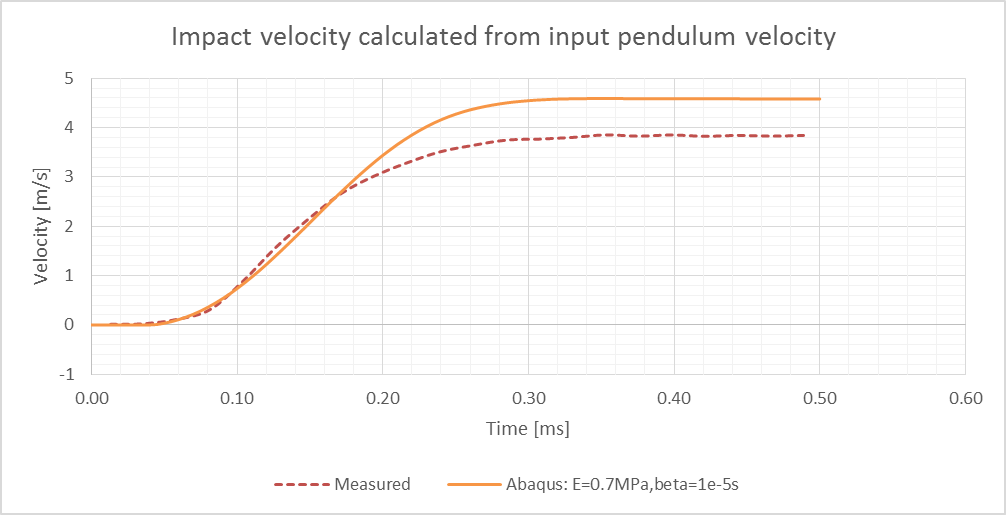 Impact velocity calculated from input pendulum velocity
5
4
3
2
1
0
-1
Velocity [m/s]
0.00 0.10 0.20 0.30 0.40 0.50 0.60
Time [ms]
Measured Abaqus: E=0.7MPa,beta=1e-5s